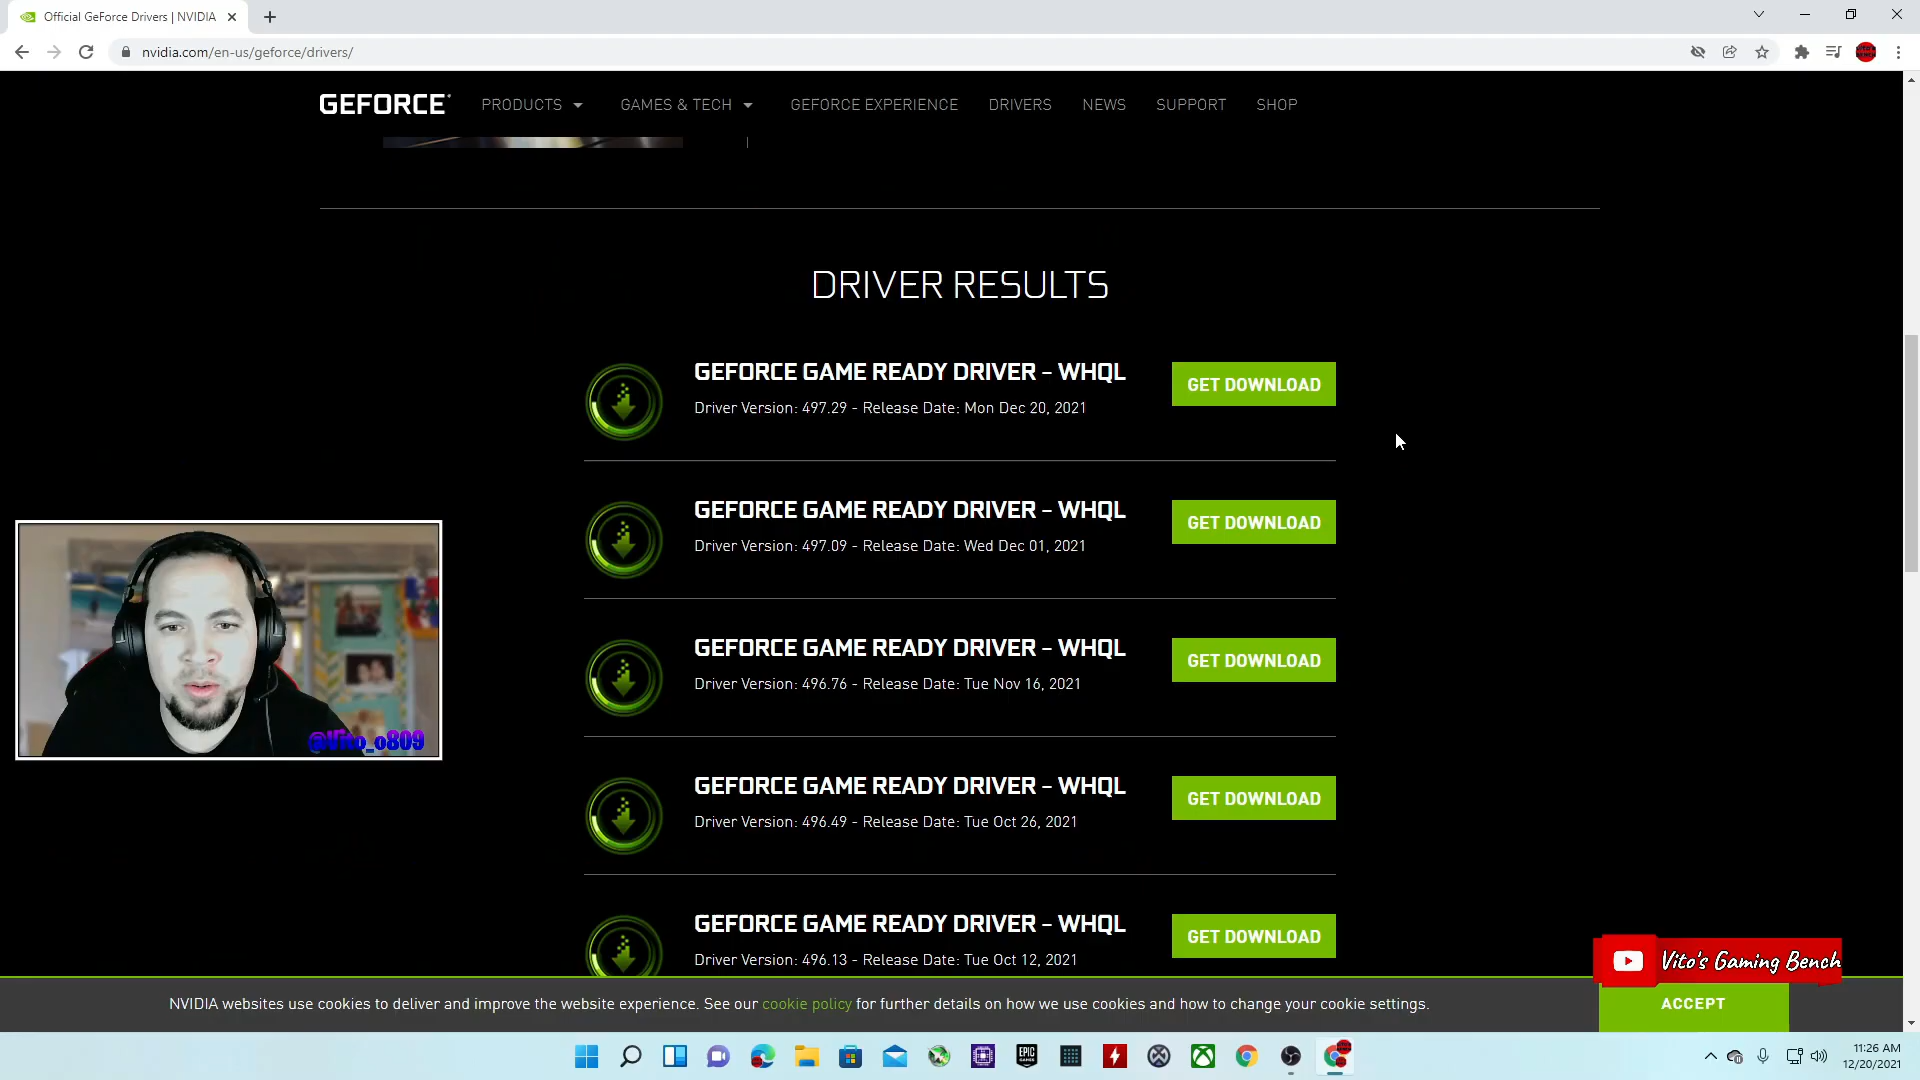 Official GeForce Drivers | NVIDIA
nvidia.com/en-us/geforce/drivers/
GEFORCE PRODUCTS GAMES & TECH GEFORCE EXPERIENCE DRIVERS NEWS SUPPORT SHOP
DRIVER RESULTS
GEFORCE GAME READY DRIVER - WHQL
Driver Version: 497.29 - Release Date: Mon Dec 20, 2021
GET DOWNLOAD
GEFORCE GAME READY DRIVER - WHQL
Driver Version: 497.09 - Release Date: Wed Dec 01, 2021
GET DOWNLOAD
GEFORCE GAME READY DRIVER - WHQL
Driver Version: 496.76 - Release Date: Tue Nov 16, 2021
GET DOWNLOAD
GEFORCE GAME READY DRIVER - WHQL
Driver Version: 496.49 - Release Date: Tue Oct 26, 2021
GET DOWNLOAD
GEFORCE GAME READY DRIVER - WHQL
Driver Version: 496.13 - Release Date: Tue Oct 12, 2021
GET DOWNLOAD
@Vito_o809
Vito's Gaming Bench
NVIDIA websites use cookies to deliver and improve the website experience. See our cookie policy for further details on how we use cookies and how to change your cookie settings.
ACCEPT
EPIC GAMES
11:26 AM
12/20/2021